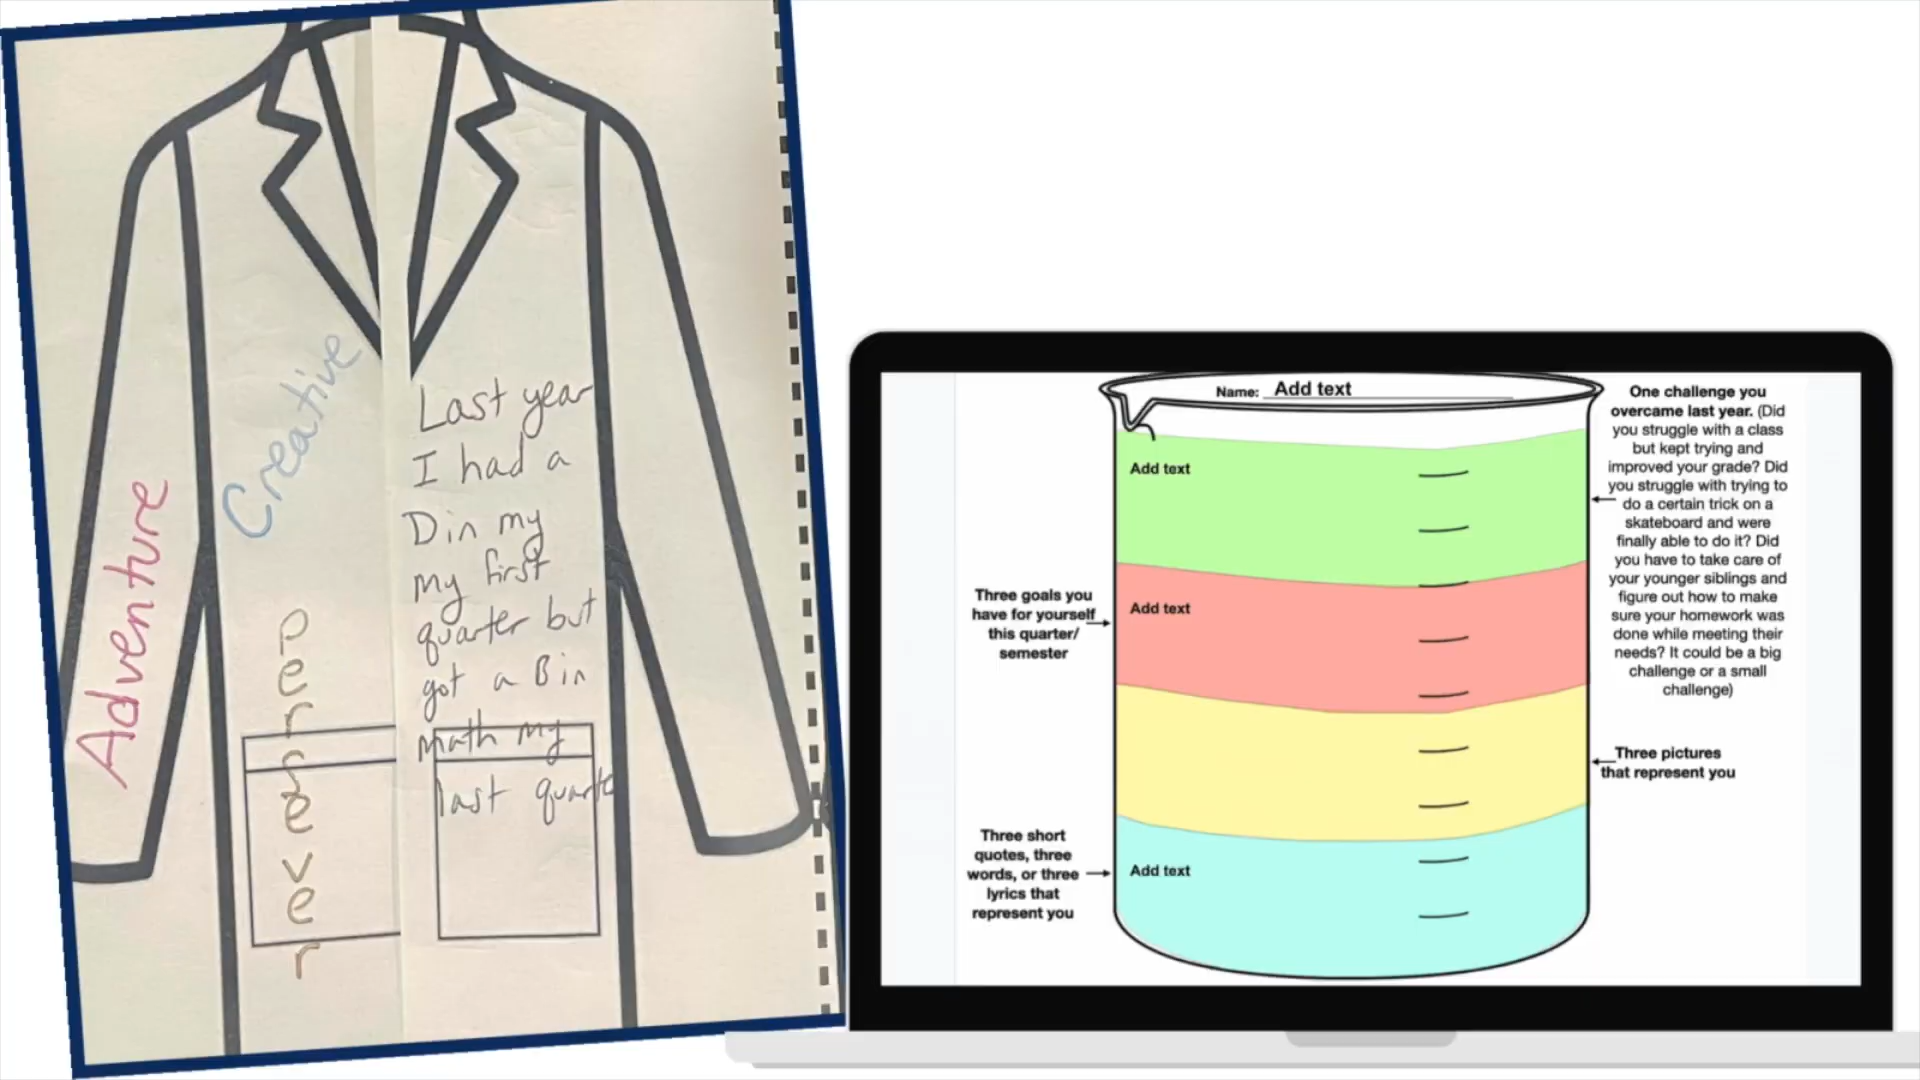 Adventure
Creative
persever
Last year
I had a
D in my
my first
quarter but
got a B in
math my
last quarte
Name: Add text
Add text
Add text
Add text
Three goals you
have for yourself
this quarter/
semester
Three short
quotes, three
words, or three
lyrics that
represent you
One challenge you
overcame last year. (Did
you struggle with a class
but kept trying and
improved your grade? Did
you struggle with trying to
do a certain trick on a
skateboard and were
finally able to do it? Did
you have to take care of
your younger siblings and
figure out how to make
sure your homework was
done while meeting their
needs? It could be a big
challenge or a small
challenge)
Three pictures
that represent you